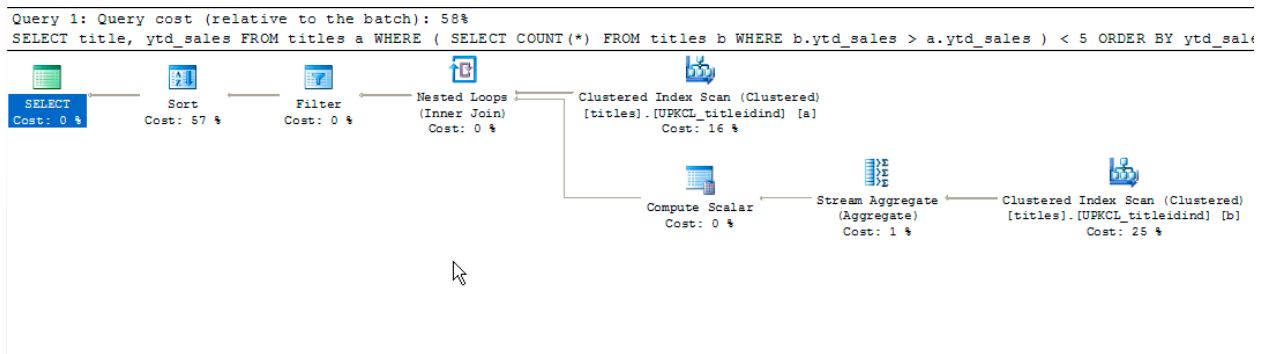 Query 1: Query cost (relative to the batch): 58%
SELECT title, ytd_sales FROM titles a WHERE ( SELECT COUNT(*) FROM titles b WHERE b.ytd_sales > a.ytd_sales ) < 5 ORDER BY ytd_sale
SELECT
Cost: 0 %
Sort
Cost: 57 %
Filter
Cost: 0 %
Nested Loops
(Inner Join)
Cost: 0 %
Clustered Index Scan (Clustered)
[titles].[UPKCL_titleidind] [a]
Cost: 16 %
Compute Scalar
Cost: 0 %
Stream Aggregate
(Aggregate)
Cost: 1 %
Clustered Index Scan (Clustered)
[titles].[UPKCL_titleidind] [b]
Cost: 25 %